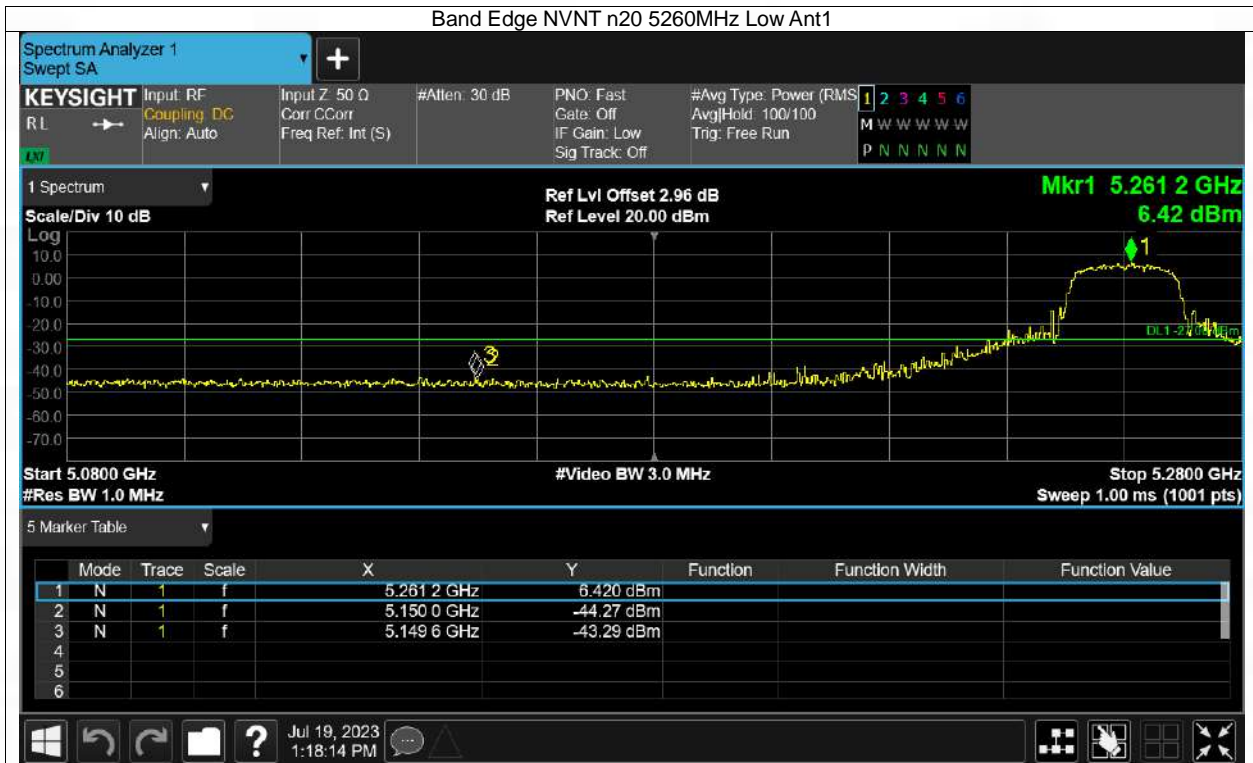 Band Edge NVNT n20 5260MHz Low Ant1
Spectrum Analyzer 1
Swept SA
KEYSIGHT
RL
LXI
Input: RF
Coupling: DC
Align: Auto
Input Z: 50 Ω
Corr CCorr
Freq Ref: Int (S)
#Atten: 30 dB
PNO: Fast
Gate: Off
IF Gain: Low
Sig Track: Off
#Avg Type: Power (RMS
Avg|Hold: 100/100
Trig: Free Run
1 2 3 4 5 6
M W W W W W
P N N N N N
1 Spectrum
Scale/Div 10 dB
Ref Lvl Offset 2.96 dB
Ref Level 20.00 dBm
Mkr1 5.261 2 GHz
6.42 dBm
Log
10.0
0.00
-10.0
-20.0
-30.0
-40.0
-50.0
-60.0
-70.0
1
3
2
Start 5.0800 GHz
#Video BW 3.0 MHz
Stop 5.2800 GHz
#Res BW 1.0 MHz
Sweep 1.00 ms (1001 pts)
5 Marker Table
Mode Trace Scale X Y Function Function Width Function Value
1 N 1 f 5.261 2 GHz 6.420 dBm
2 N 1 f 5.150 0 GHz -44.27 dBm
3 N 1 f 5.149 6 GHz -43.29 dBm
4
5
6
?
Jul 19, 2023
1:18:14 PM